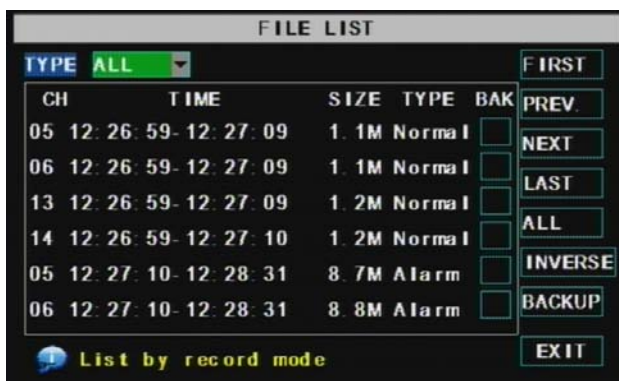 FILE LIST
TYPE ALL
CH TIME SIZE TYPE BAK
05 12:26:59-12:27:09 1.1M Normal
06 12:26:59-12:27:09 1.1M Normal
13 12:26:59-12:27:09 1.2M Normal
14 12:26:59-12:27:10 1.2M Normal
05 12:27:10-12:28:31 8.7M Alarm
06 12:27:10-12:28:31 8.8M Alarm
List by record mode
FIRST
PREV.
NEXT
LAST
ALL
INVERSE
BACKUP
EXIT